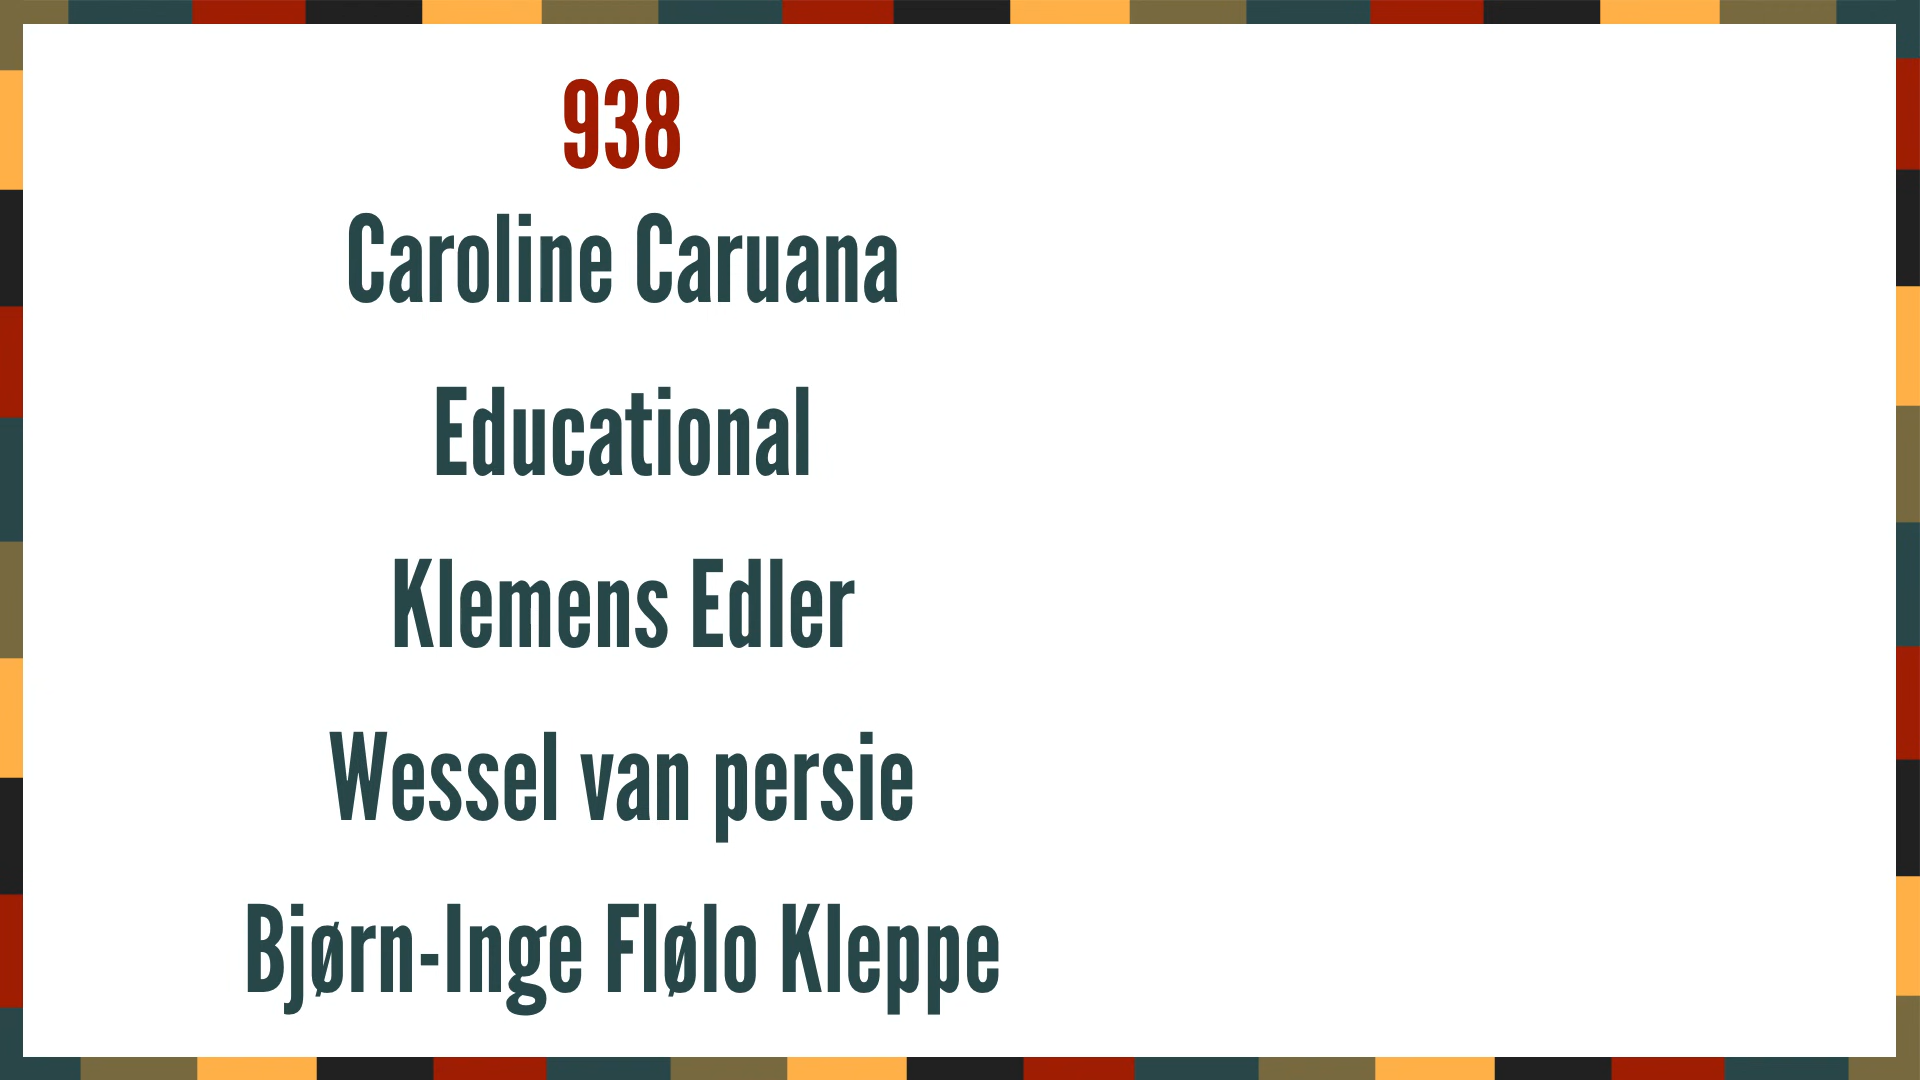 938
Caroline Caruana
Educational
Klemens Edler
Wessel van persie
Bjørn-Inge Flølo Kleppe